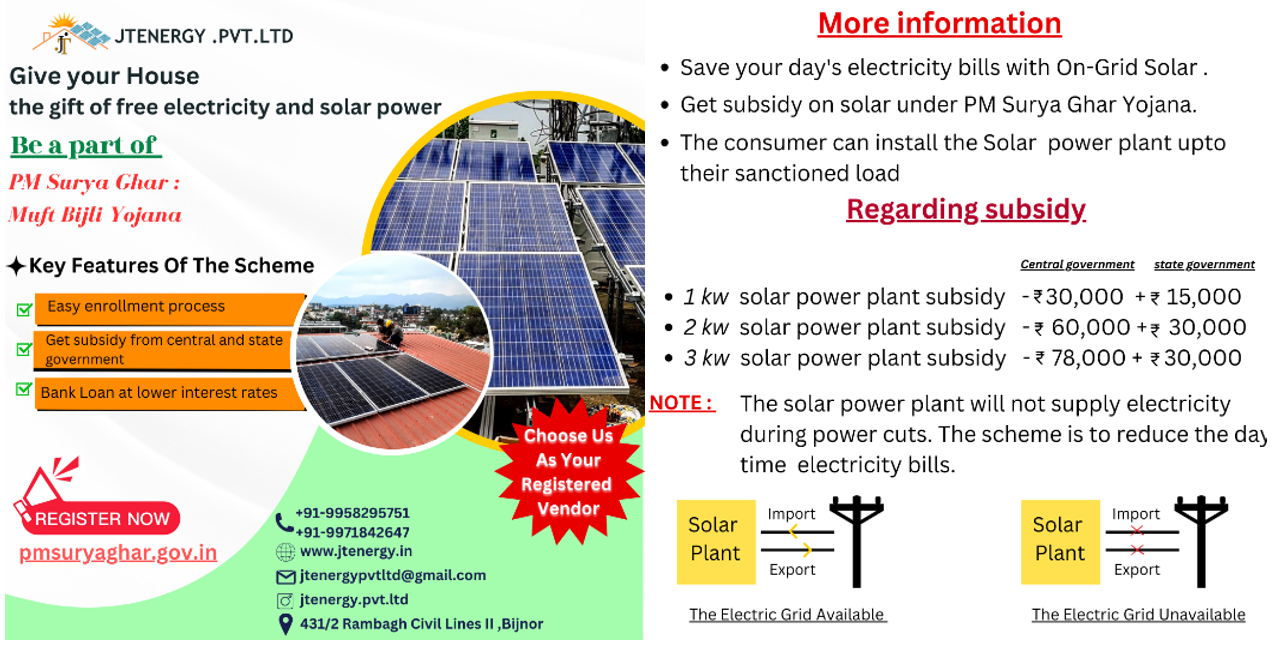 JTENERGY .PVT.LTD
Give your House
the gift of free electricity and solar power
Be a part of
PM Surya Ghar :
Muft Bijli Yojana
Key Features Of The Scheme
Easy enrollment process
Get subsidy from central and state
government
Bank Loan at lower interest rates
Choose Us
As Your
Registered
Vendor
REGISTER NOW
pmsuryaghar.gov.in
+91-9958295751
+91-9971842647
www.jtenergy.in
jtenergypvtltd@gmail.com
jtenergy.pvt.ltd
431/2 Rambagh Civil Lines II ,Bijnor
More information
• Save your day's electricity bills with On-Grid Solar .
• Get subsidy on solar under PM Surya Ghar Yojana.
• The consumer can install the Solar power plant upto
their sanctioned load
Regarding subsidy
Central government state government
• 1 kw solar power plant subsidy -₹30,000 +₹ 15,000
• 2 kw solar power plant subsidy -₹ 60,000 +₹ 30,000
• 3 kw solar power plant subsidy -₹ 78,000 + ₹30,000
NOTE : The solar power plant will not supply electricity
during power cuts. The scheme is to reduce the day
time electricity bills.
Solar
Plant
Import
Export
The Electric Grid Available
Solar
Plant
Import
Export
The Electric Grid Unavailable